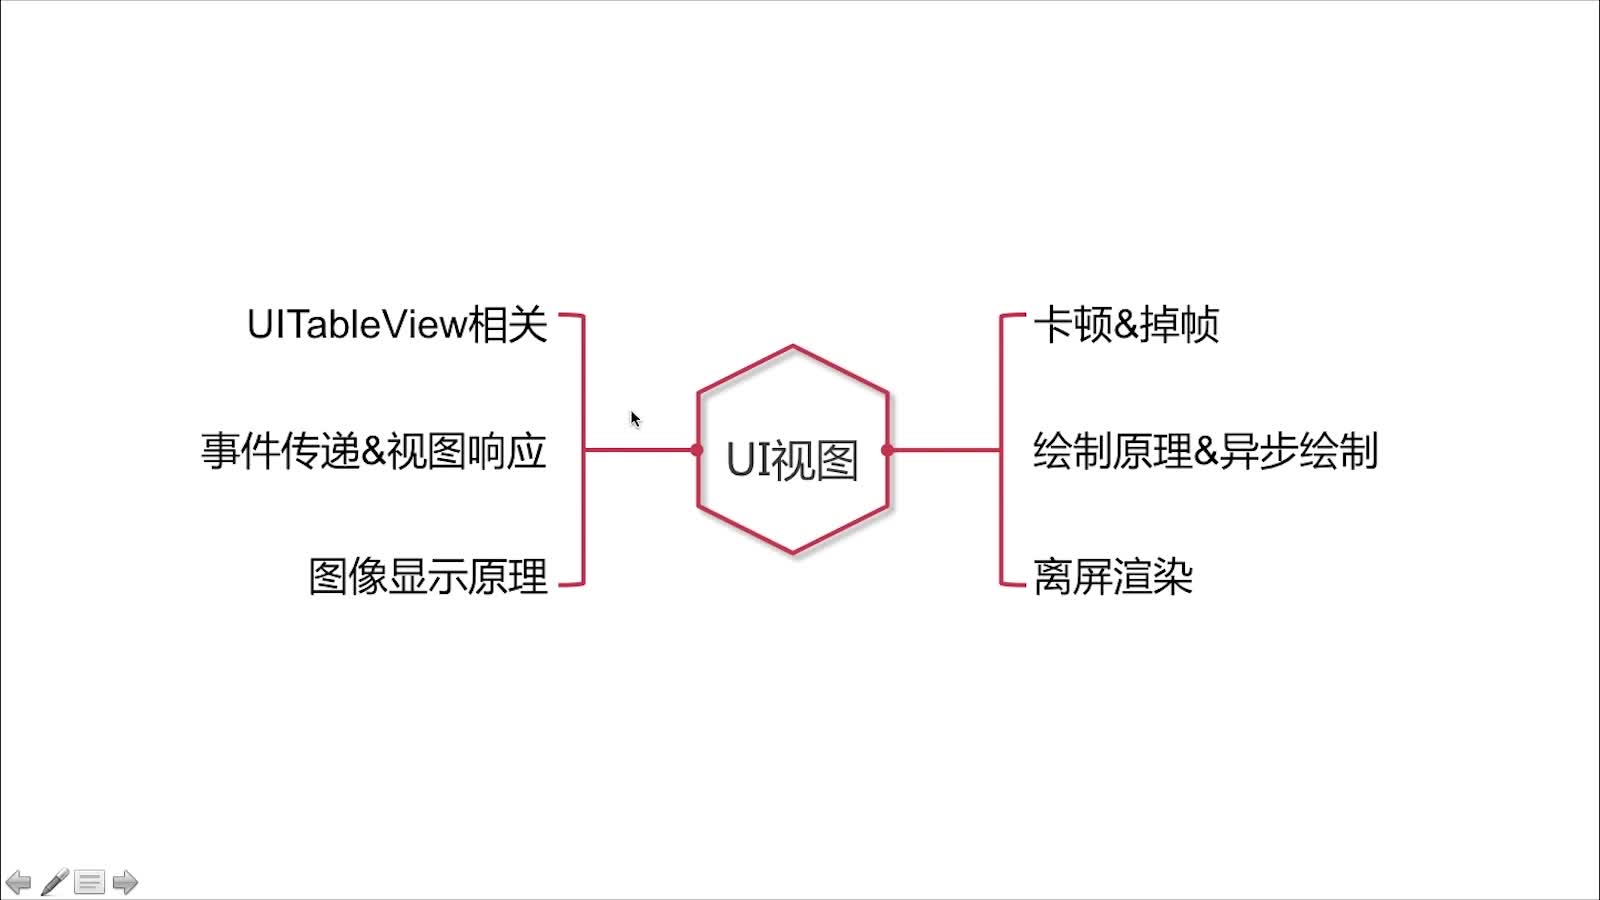 UITableView相关
事件传递&视图响应
图像显示原理
UI视图
卡顿&掉帧
绘制原理&异步绘制
离屏渲染